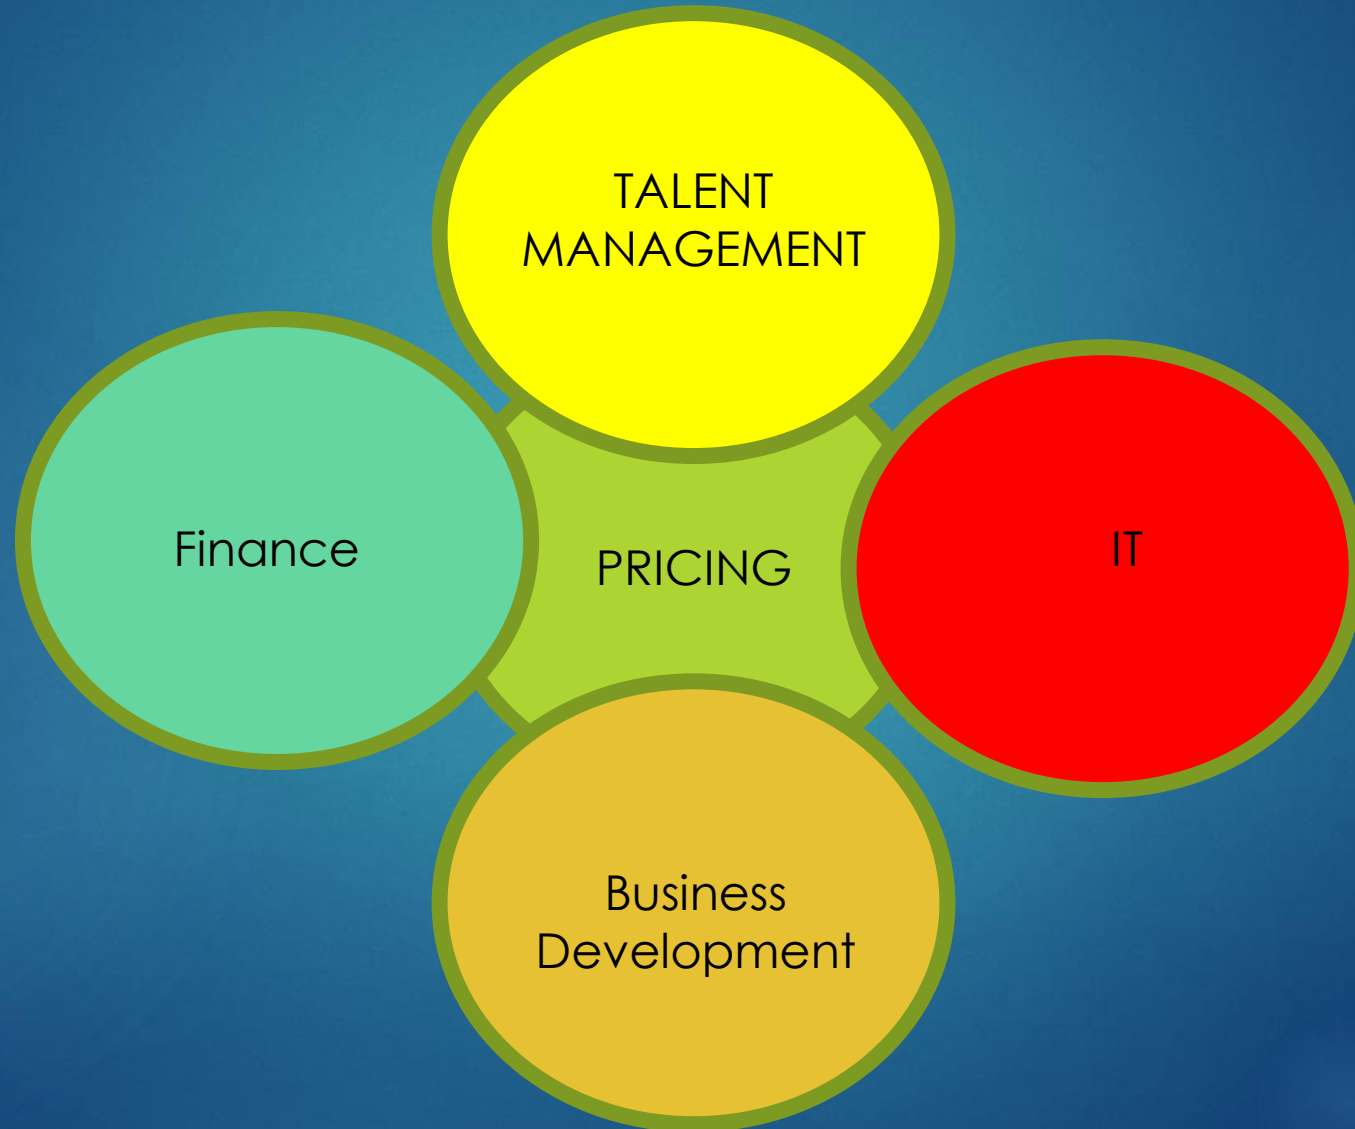 TALENT
MANAGEMENT
Finance
PRICING
IT
Business
Development